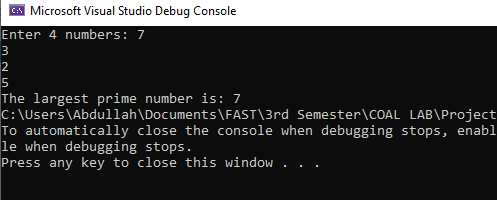 Microsoft Visual Studio Debug Console
Enter 4 numbers: 7
3
2
5
The largest prime number is: 7
C:\Users\Abdullah\Documents\FAST\3rd Semester\COAL LAB\Project
To automatically close the console when debugging stops, enabl
le when debugging stops.
Press any key to close this window . . .